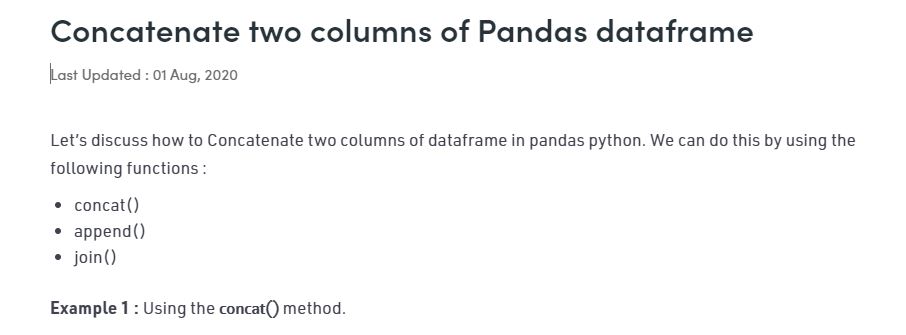 Concatenate two columns of Pandas dataframe
Last Updated : 01 Aug, 2020
Let's discuss how to Concatenate two columns of dataframe in pandas python. We can do this by using the
following functions :
• concat()
• append()
• join()
Example 1 : Using the concat() method.